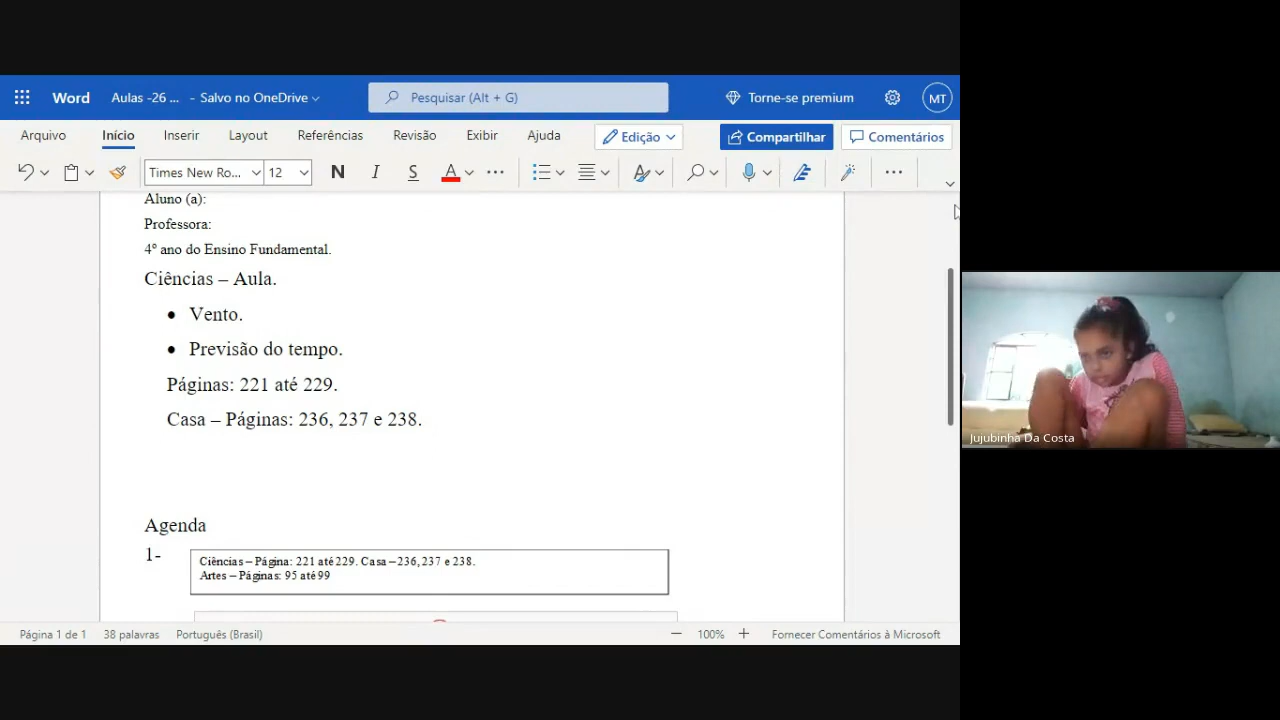 Word
Aulas -26 ... - Salvo no OneDrive
Pesquisar (Alt + G)
Torne-se premium
MT
Arquivo Início Inserir Layout Referências Revisão Exibir Ajuda
Edição
Compartilhar
Comentários
Times New Ro... 12 N I S A
Aluno (a):
Professora:
4º ano do Ensino Fundamental.
Ciências – Aula.
• Vento.
• Previsão do tempo.
Páginas: 221 até 229.
Casa – Páginas: 236, 237 e 238.
Agenda
1-
Ciências – Página: 221 até 229. Casa – 236, 237 e 238.
Artes – Páginas: 95 até 99
Página 1 de 1 38 palavras Português (Brasil) 100% Fornecer Comentários à Microsoft
Jujubinha Da Costa